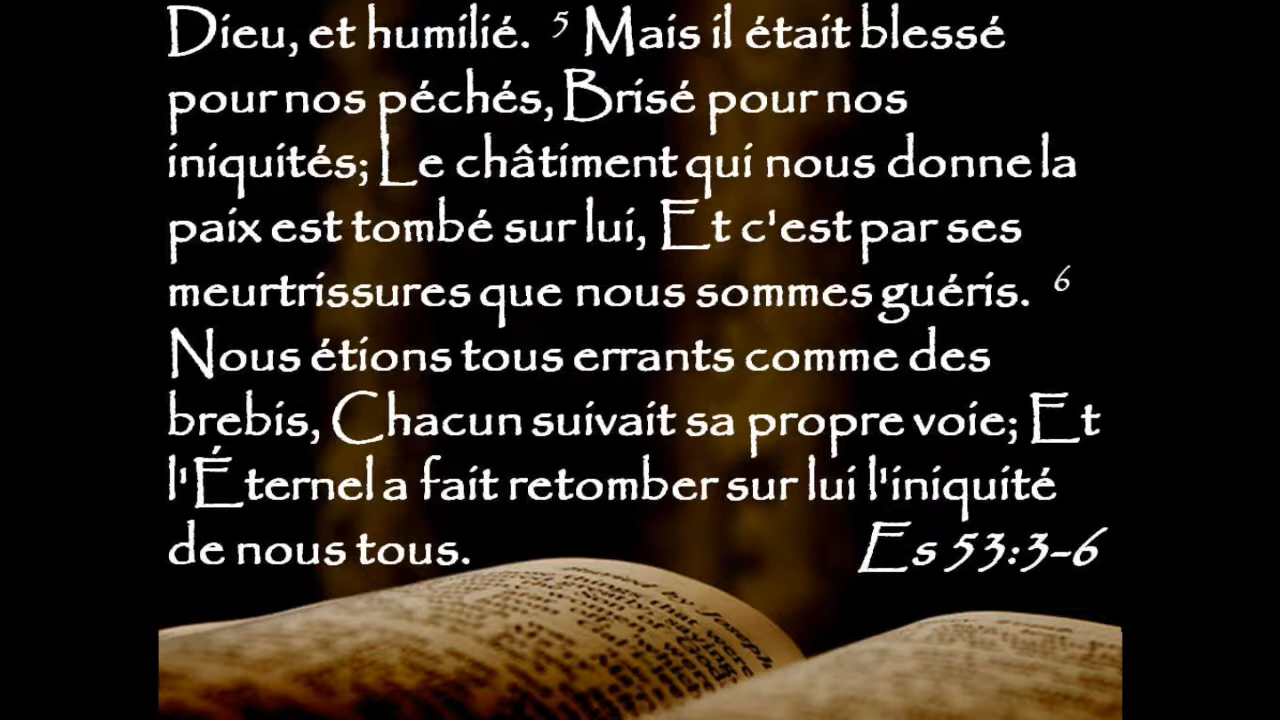 Dieu, et humilié. 5 Mais il était blessé
pour nos péchés, Brisé pour nos
iniquités; Le châtiment qui nous donne la
paix est tombé sur lui, Et c'est par ses
meurtrissures que nous sommes guéris. 6
Nous étions tous errants comme des
brebis, Chacun suivait sa propre voie; Et
l'Éternel a fait retomber sur lui l'iniquité
de nous tous. Es 53:3-6
by Joseph